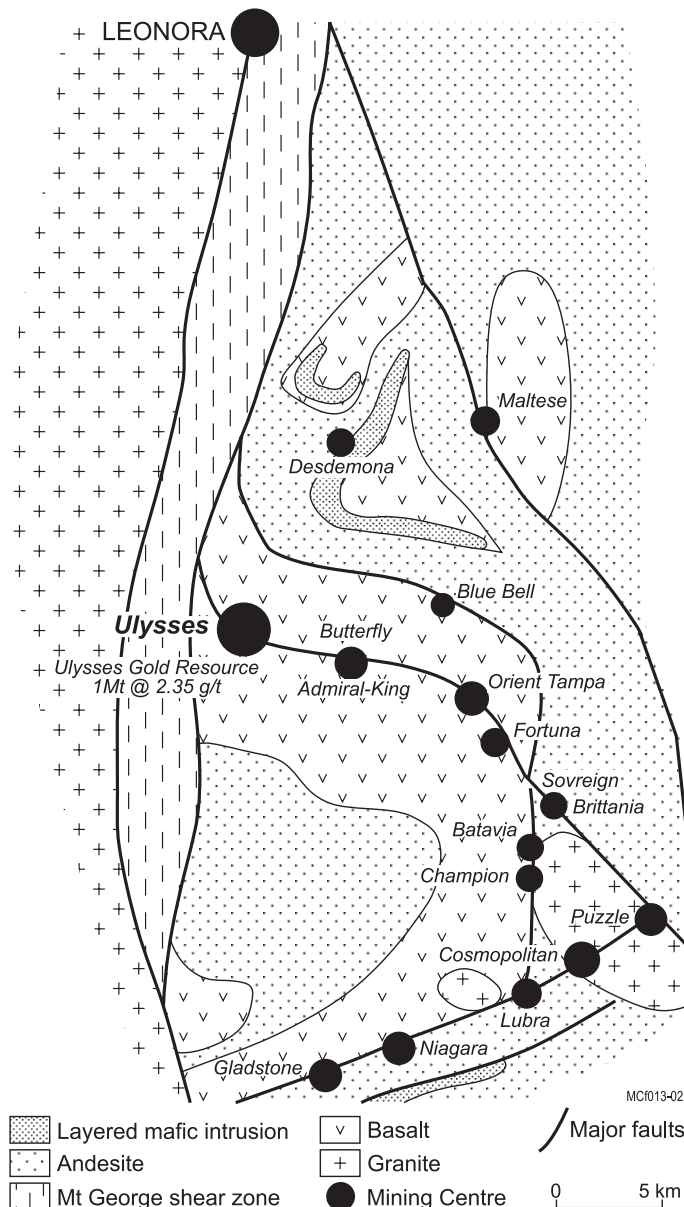 LEONORA
Maltese
Desdemona
Blue Bell
Ulysses
Butterfly
Ulysses Gold Resource
1Mt @ 2.35 g/t
Admiral-King
Orient Tampa
Fortuna
Sovreign
Brittania
Batavia
Champion
Puzzle
Cosmopolitan
Lubra
Niagara
Gladstone
MCf013-02
Layered mafic intrusion
Basalt
Major faults
Andesite
Granite
Mt George shear zone
Mining Centre
0 5 km